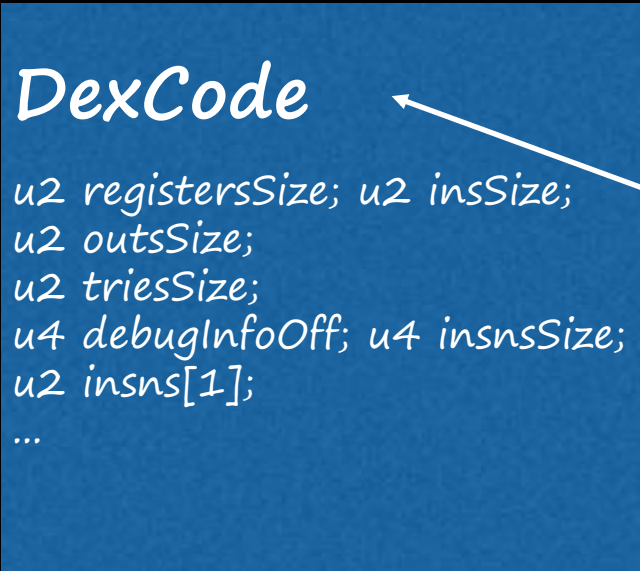 DexCode
u2 registersSize; u2 insSize;
u2 outsSize;
u2 triesSize;
u4 debugInfoOff; u4 insnsSize;
u2 insns[1];
...